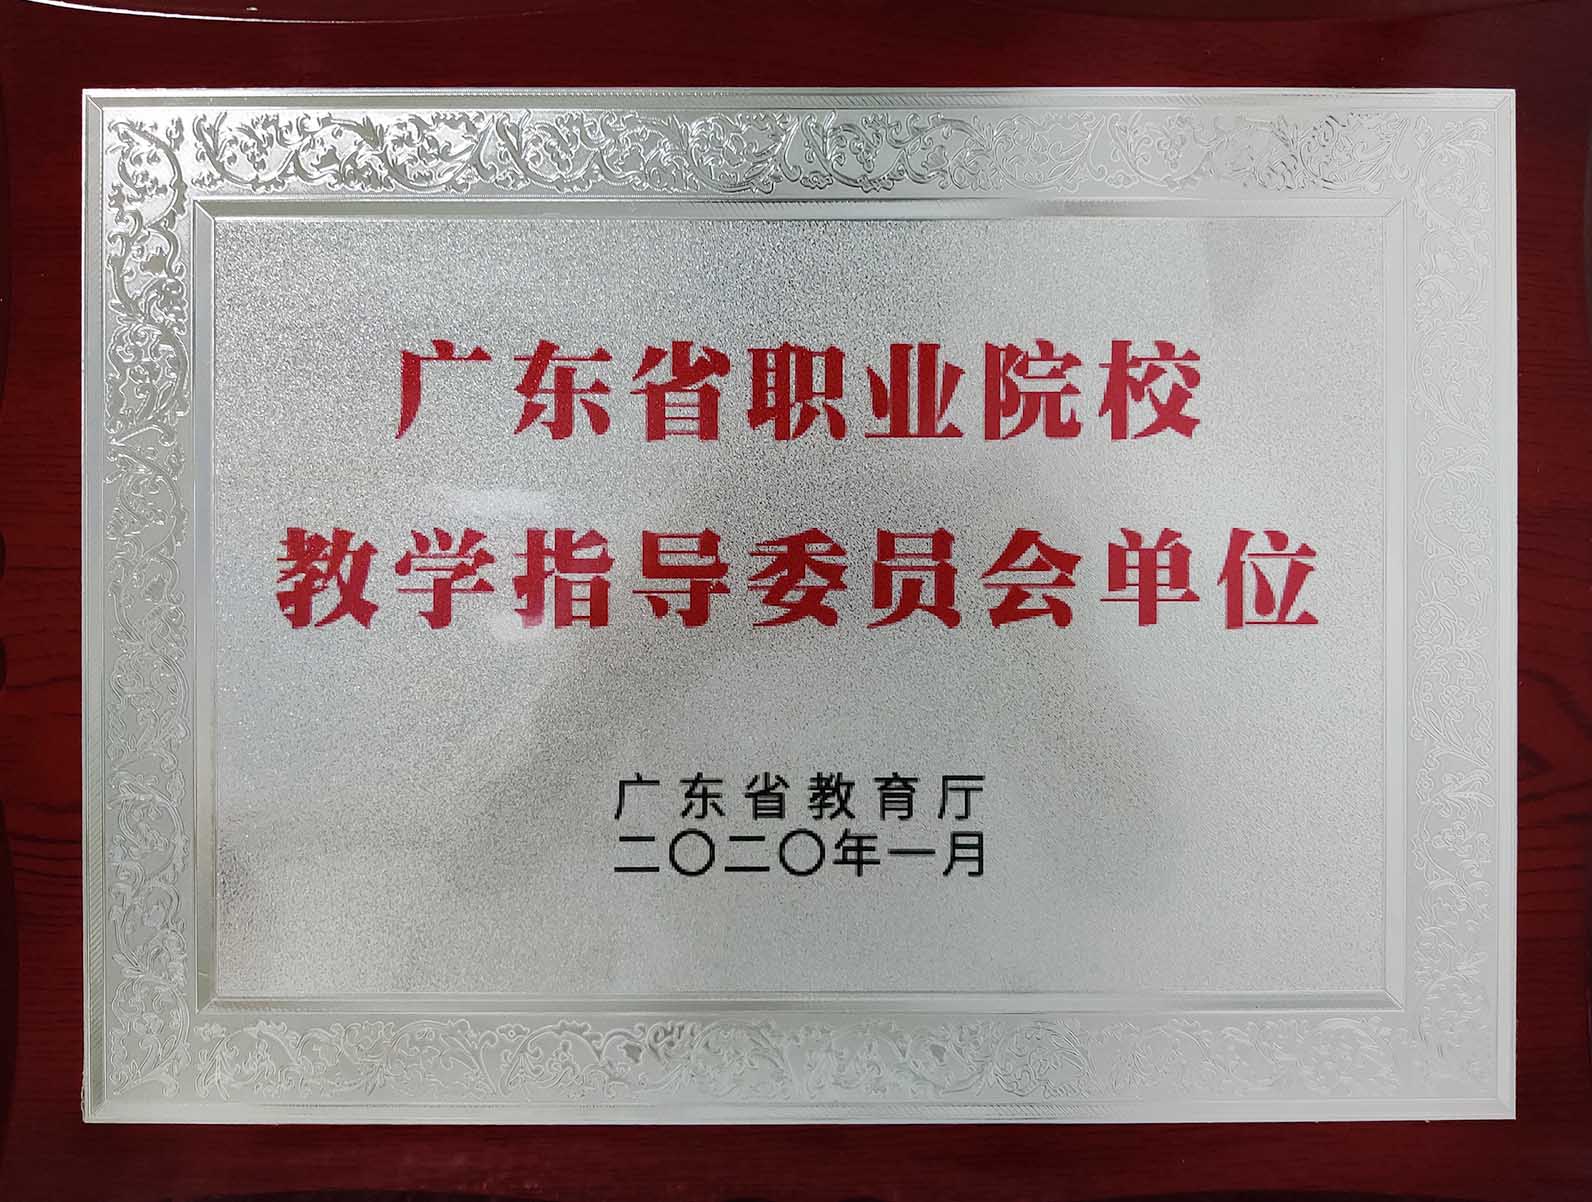 广东省职业院校
教学指导委员会单位
广东省教育厅
二〇二〇年一月